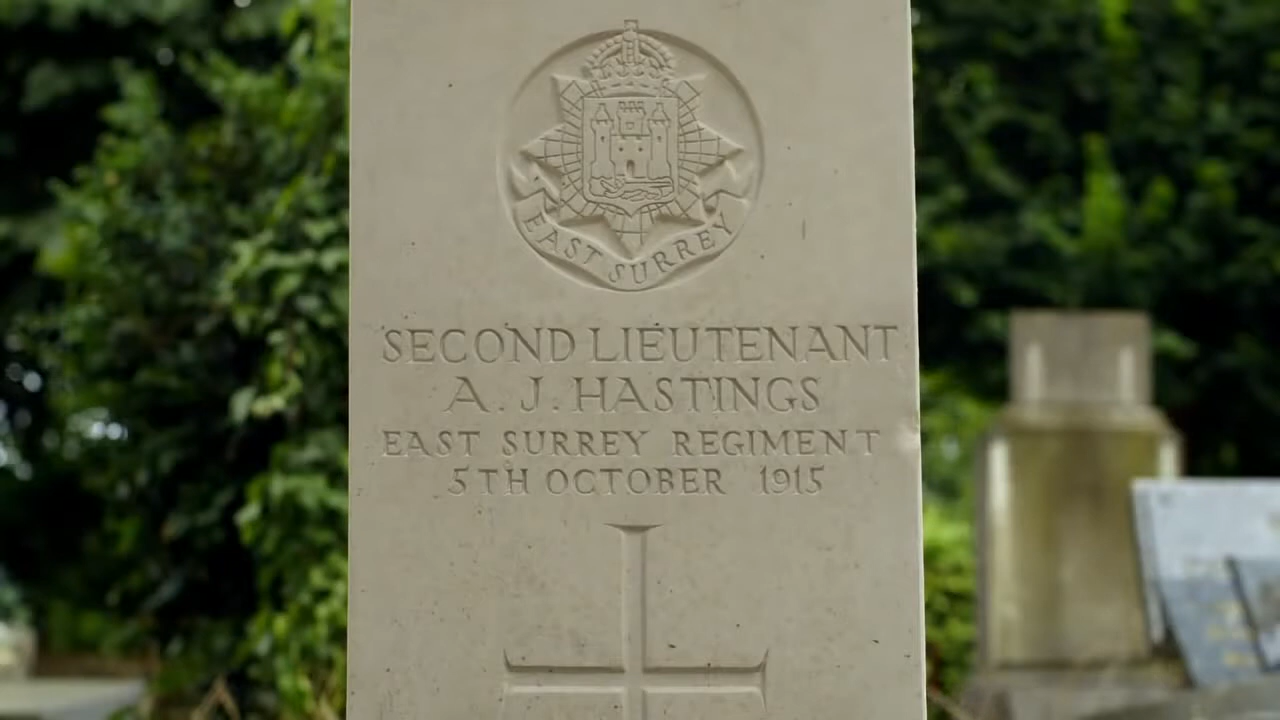 EAST SURREY
SECOND LIEUTENANT
A. J. HASTINGS
EAST SURREY REGIMENT
5TH OCTOBER 1915